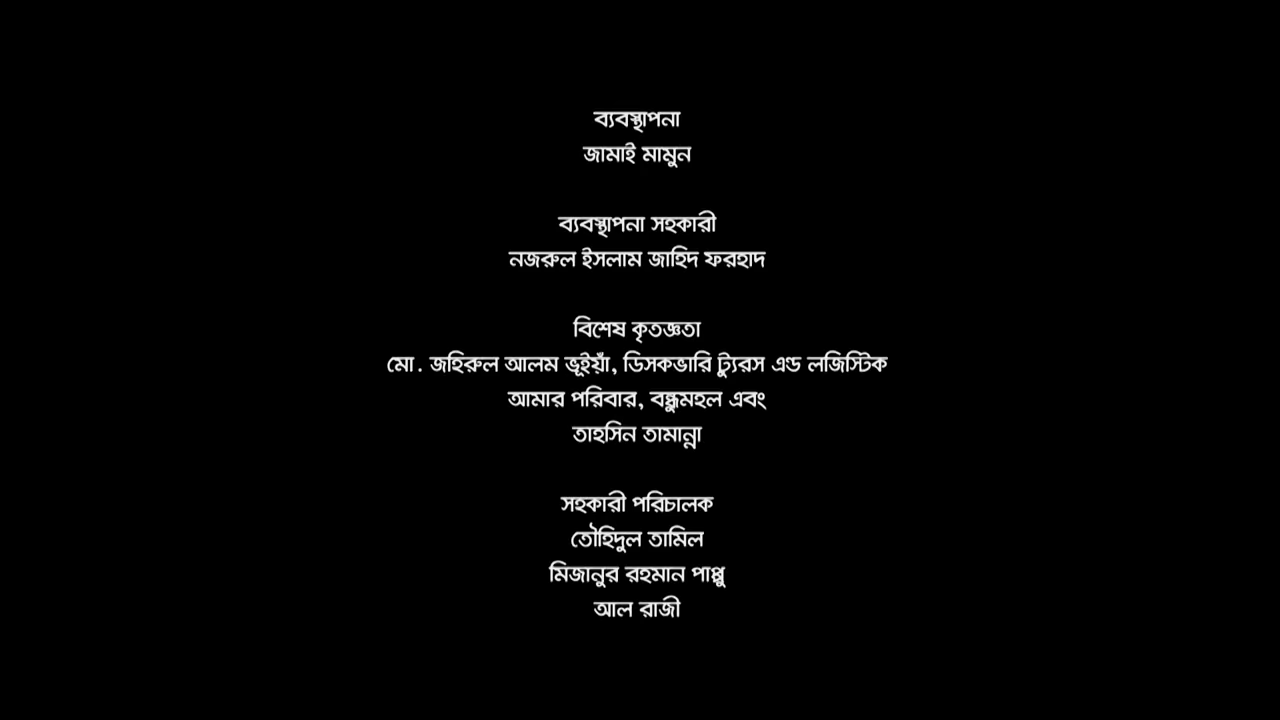 ব্যবস্থাপনা
জামাই মামুন
ব্যবস্থাপনা সহকারী
নজরুল ইসলাম জাহিদ ফরহাদ
বিশেষ কৃতজ্ঞতা
মো. জহিরুল আলম ভূইয়াঁ, ডিসকভারি ট্যুরস এন্ড লজিস্টিক
আমার পরিবার, বন্ধুমহল এবং
তাহসিন তামান্না
সহকারী পরিচালক
তৌহিদুল তামিল
মিজানুর রহমান পাপ্পু
আল রাজী